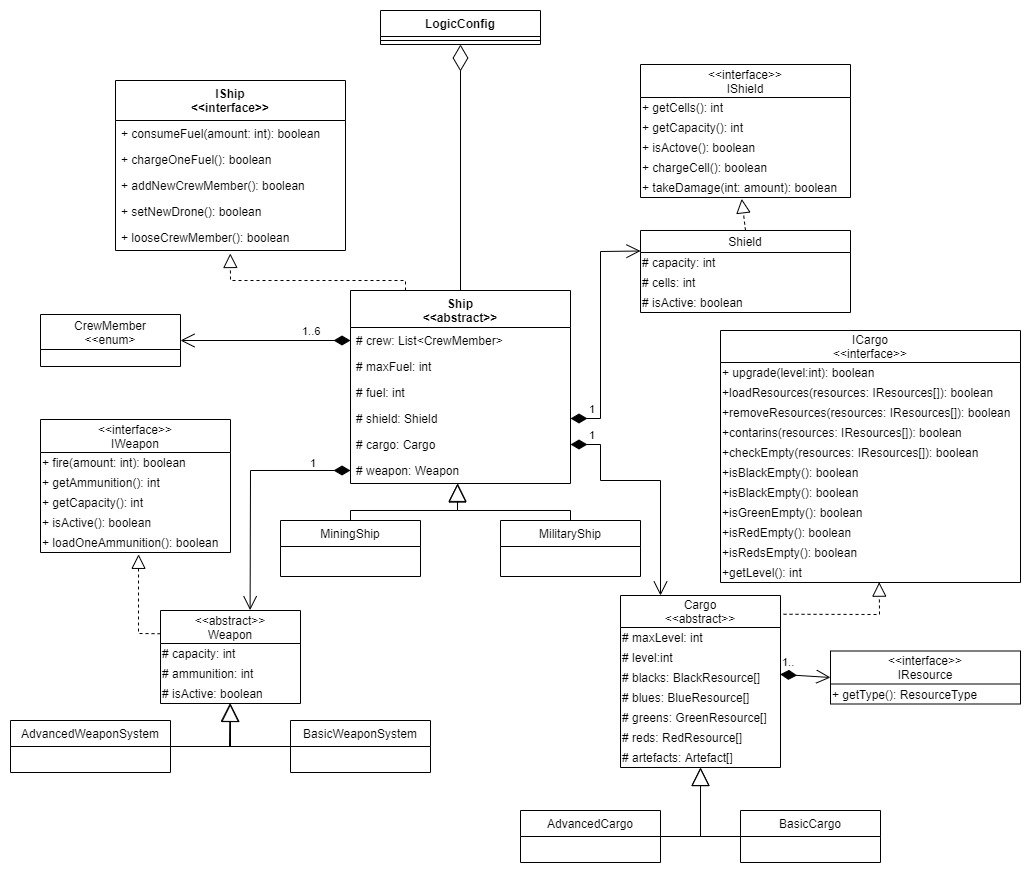 LogicConfig
IShip
<<interface>>
+ consumeFuel(amount: int): boolean
+ chargeOneFuel(): boolean
+ addNewCrewMember(): boolean
+ setNewDrone(): boolean
+ looseCrewMember(): boolean
<<interface>>
IShield
+ getCells(): int
+ getCapacity(): int
+ isActove(): boolean
+ chargeCell(): boolean
+ takeDamage(int: amount): boolean
Shield
# capacity: int
# cells: int
# isActive: boolean
Ship
<<abstract>>
# crew: List<CrewMember>
# maxFuel: int
# fuel: int
# shield: Shield
# cargo: Cargo
# weapon: Weapon
CrewMember
<<enum>>
1..6
1
1
1
ICargo
<<interface>>
+ upgrade(level:int): boolean
+loadResources(resources: IResources[]): boolean
+removeResources(resources: IResources[]): boolean
+contarins(resources: IResources[]): boolean
+checkEmpty(resources: IResources[]): boolean
+isBlackEmpty(): boolean
+isBlackEmpty(): boolean
+isGreenEmpty(): boolean
+isRedEmpty(): boolean
+isRedsEmpty(): boolean
+getLevel(): int
<<interface>>
IWeapon
+ fire(amount: int): boolean
+ getAmmunition(): int
+ getCapacity(): int
+ isActive(): boolean
+ loadOneAmmunition(): boolean
MiningShip
MilitaryShip
<<abstract>>
Weapon
# capacity: int
# ammunition: int
# isActive: boolean
Cargo
<<abstract>>
# maxLevel: int
# level:int
# blacks: BlackResource[]
# blues: BlueResource[]
# greens: GreenResource[]
# reds: RedResource[]
# artefacts: Artefact[]
1..
<<interface>>
IResource
+ getType(): ResourceType
AdvancedWeaponSystem
BasicWeaponSystem
AdvancedCargo
BasicCargo